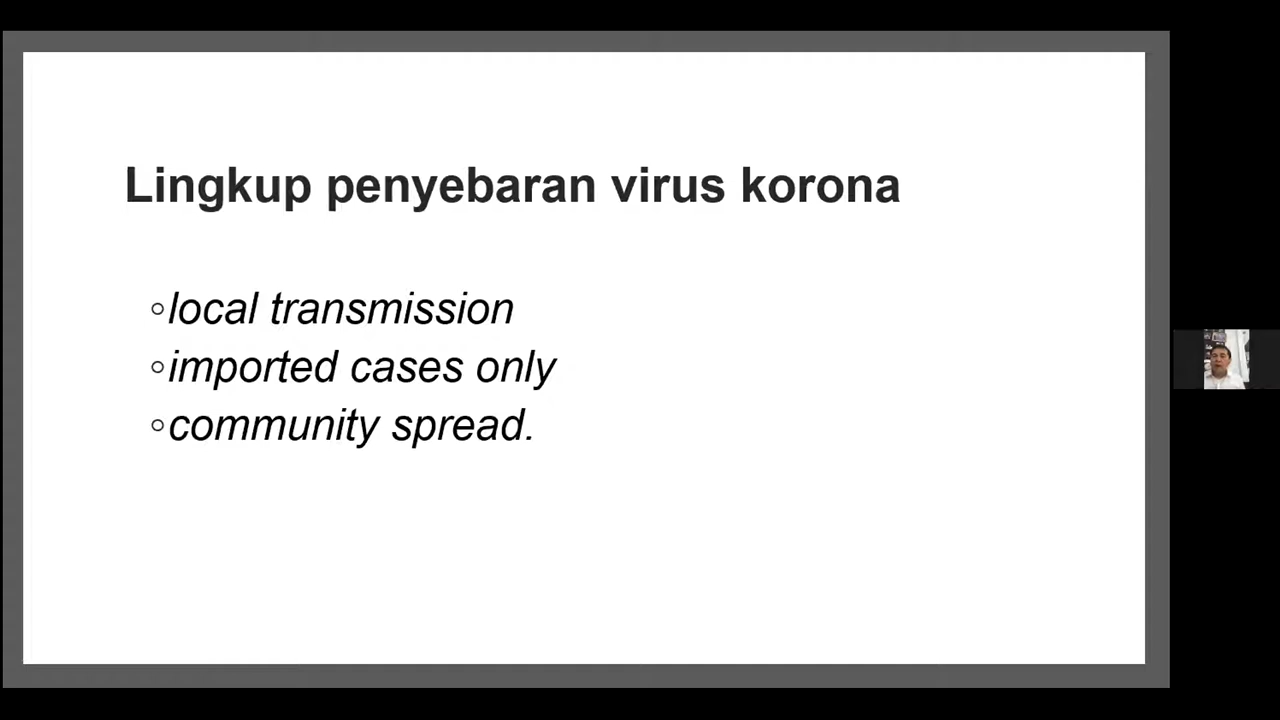 Lingkup penyebaran virus korona
◦local transmission
◦imported cases only
◦community spread.